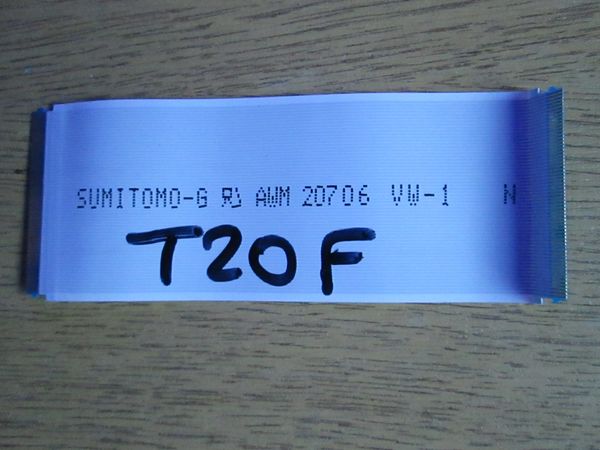 SUMITOMO-G AWM 20706 VW-1 N
T20F